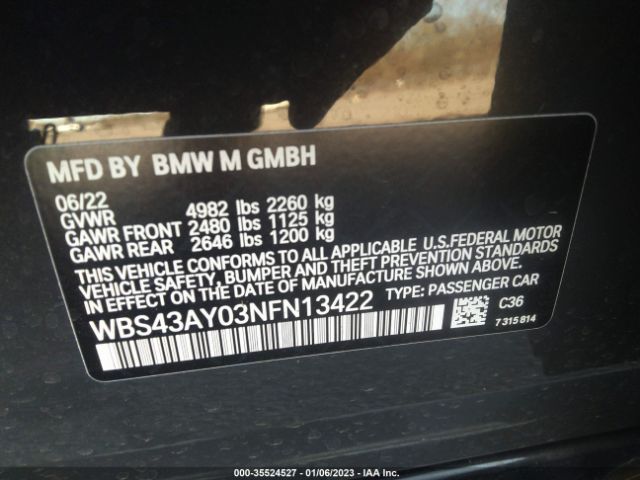 MFD BY BMW M GMBH
06/22
GVWR 4982 lbs 2260 kg
GAWR FRONT 2480 lbs 1125 kg
GAWR REAR 2646 lbs 1200 kg
THIS VEHICLE CONFORMS TO ALL APPLICABLE U.S.FEDERAL MOTOR
VEHICLE SAFETY, BUMPER AND THEFT PREVENTION STANDARDS
IN EFFECT ON THE DATE OF MANUFACTURE SHOWN ABOVE.
WBS43AY03NFN13422 TYPE: PASSENGER CAR
C36
7315814
000-35524527 - 01/06/2023 - IAA Inc.